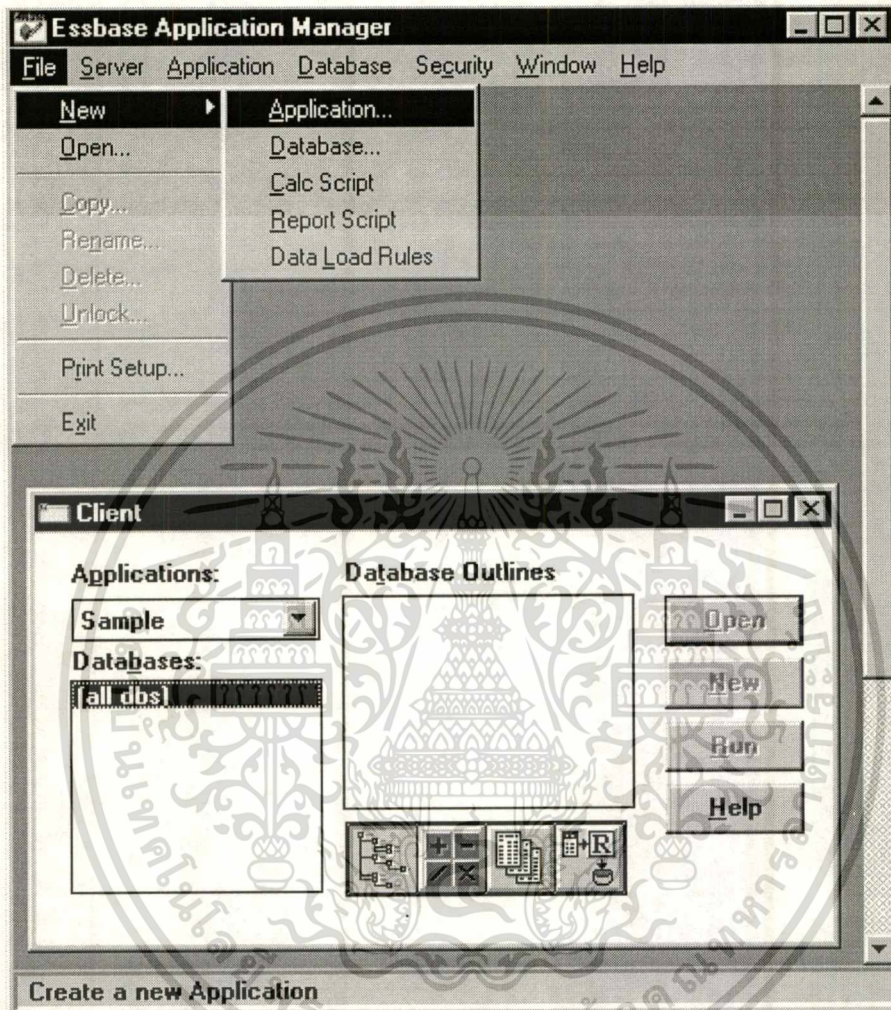 Essbase Application Manager
File Server Application Database Security Window Help
New
Open...
Copy...
Rename...
Delete...
Unlock...
Print Setup...
Exit
Application...
Database...
Calc Script
Report Script
Data Load Rules
Client
Applications:
Sample
Databases:
(all dbs)
Database Outlines
Open
New
Run
Help
Create a new Application